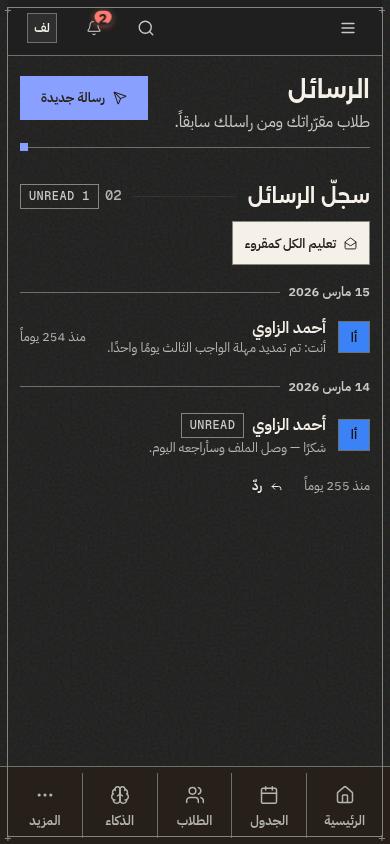 2
لف
الرسائل
رسالة جديدة
طلاب مقرّراتك ومن راسلك سابقاً.
سجلّ الرسائل
02
UNREAD 1
تعليم الكل كمقروء
15 مارس 2026
أا
أحمد الزاوي
أنت: تم تمديد مهلة الواجب الثالث يومًا واحدًا.
منذ 254 يوماً
14 مارس 2026
أا
أحمد الزاوي UNREAD
شكرًا — وصل الملف وسأراجعه اليوم.
منذ 255 يوماً
ردّ
الرئيسية
الجدول
الطلاب
الذكاء
المزيد